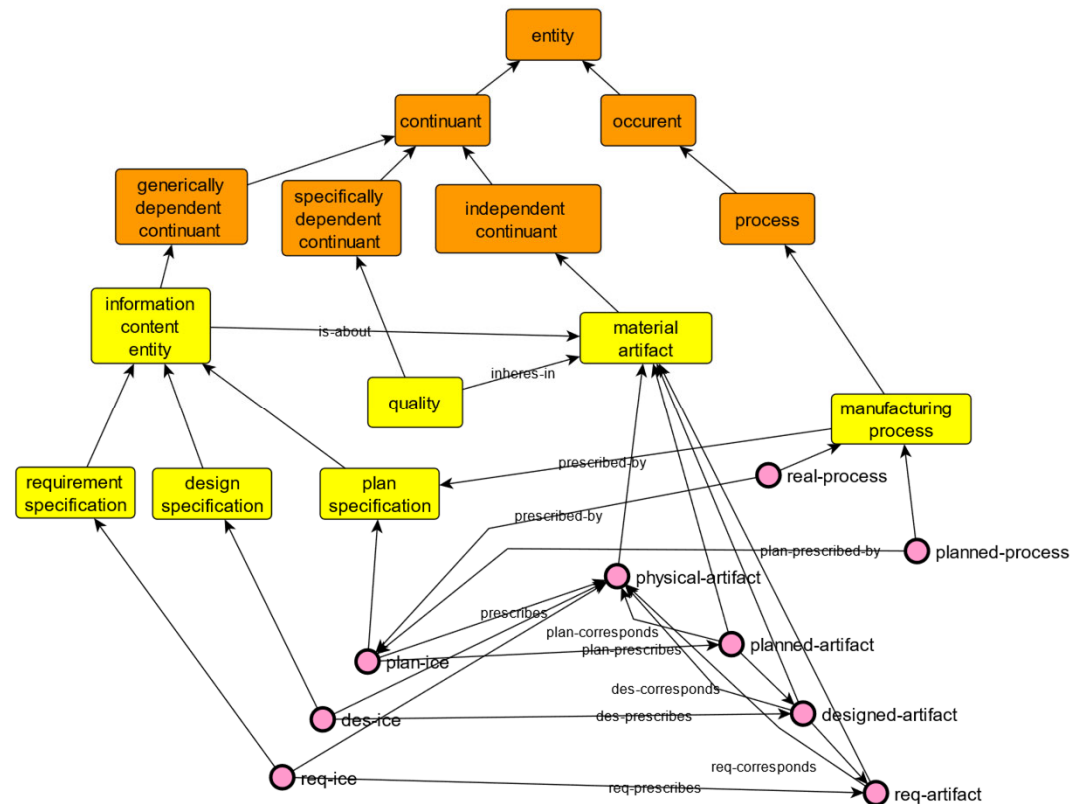 entity
continuant
occurent
generically
dependent
continuant
specifically
dependent
continuant
independent
continuant
process
information
content
entity
is-about
material
artifact
inheres-in
quality
manufacturing
process
requirement
specification
design
specification
plan
specification
prescribed-by
real-process
prescribed-by
plan-prescribed-by
planned-process
physical-artifact
prescribes
plan-corresponds
planned-artifact
plan-prescribes
plan-ice
des-corresponds
designed-artifact
des-prescribes
des-ice
req-corresponds
req-ice
req-prescribes
req-artifact